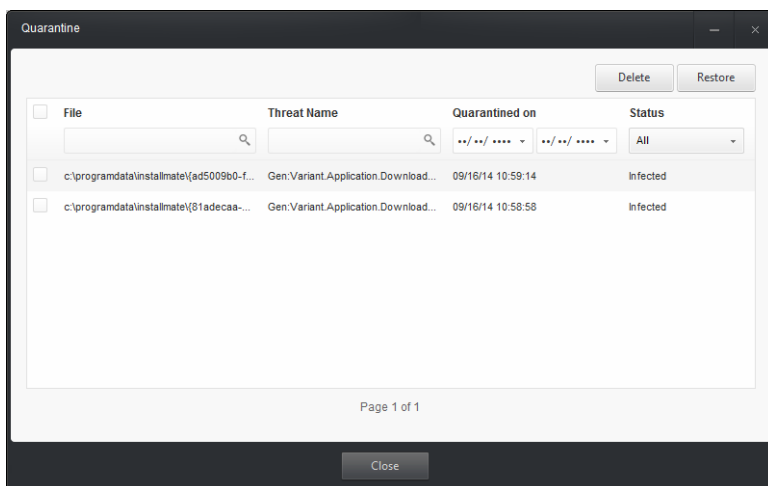 Quarantine
Delete Restore
File Threat Name Quarantined on Status
••/••/•••• ••/••/•••• All
c:\programdata\installmate\{ad5009b0-f... Gen:Variant.Application.Download... 09/16/14 10:59:14 Infected
c:\programdata\installmate\{81adecaa-... Gen:Variant.Application.Download... 09/16/14 10:58:58 Infected
Page 1 of 1
Close